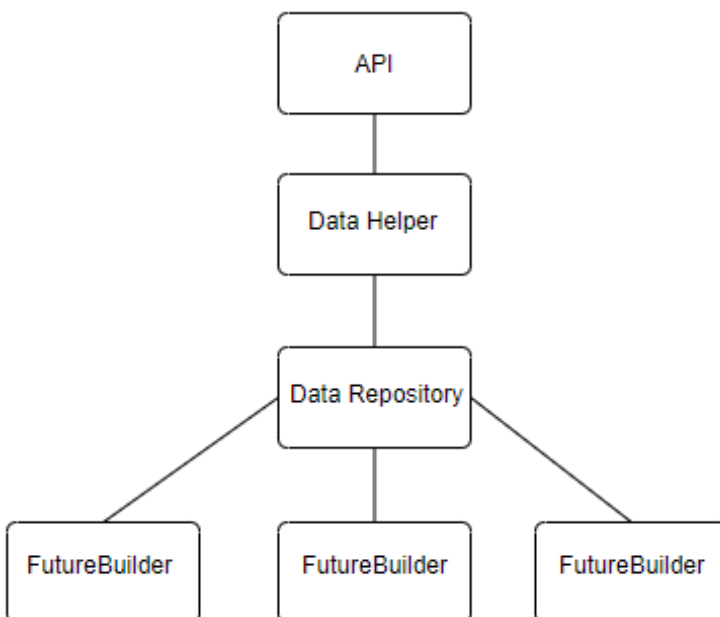 API
Data Helper
Data Repository
FutureBuilder
FutureBuilder
FutureBuilder